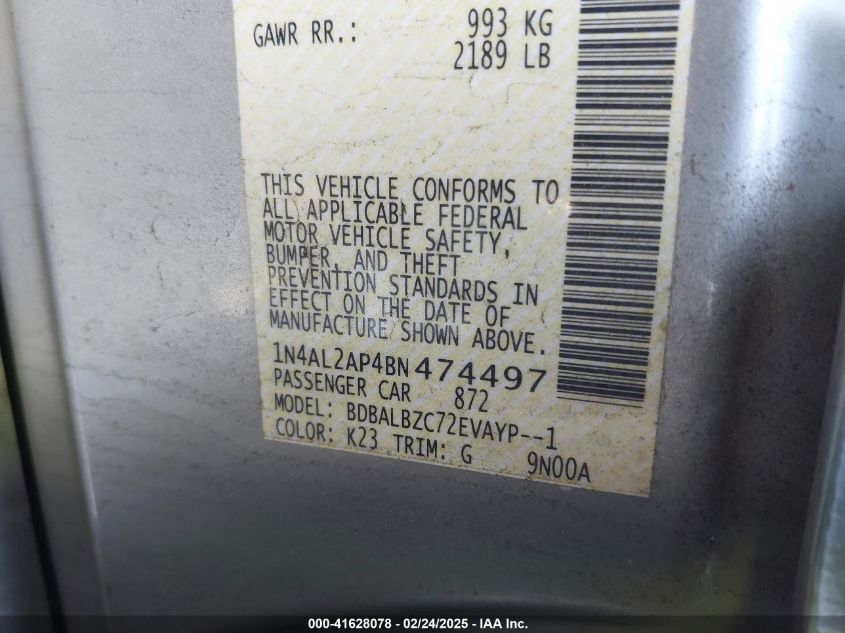 GAWR RR.: 993 KG
2189 LB
THIS VEHICLE CONFORMS TO
ALL APPLICABLE FEDERAL
MOTOR VEHICLE SAFETY,
BUMPER, AND THEFT
PREVENTION STANDARDS IN
EFFECT ON THE DATE OF
MANUFACTURE SHOWN ABOVE.
1N4AL2AP4BN474497
PASSENGER CAR 872
MODEL: BDBALBZC72EVAYP--1
COLOR: K23 TRIM: G 9N00A
000-41628078 - 02/24/2025 - IAA Inc.